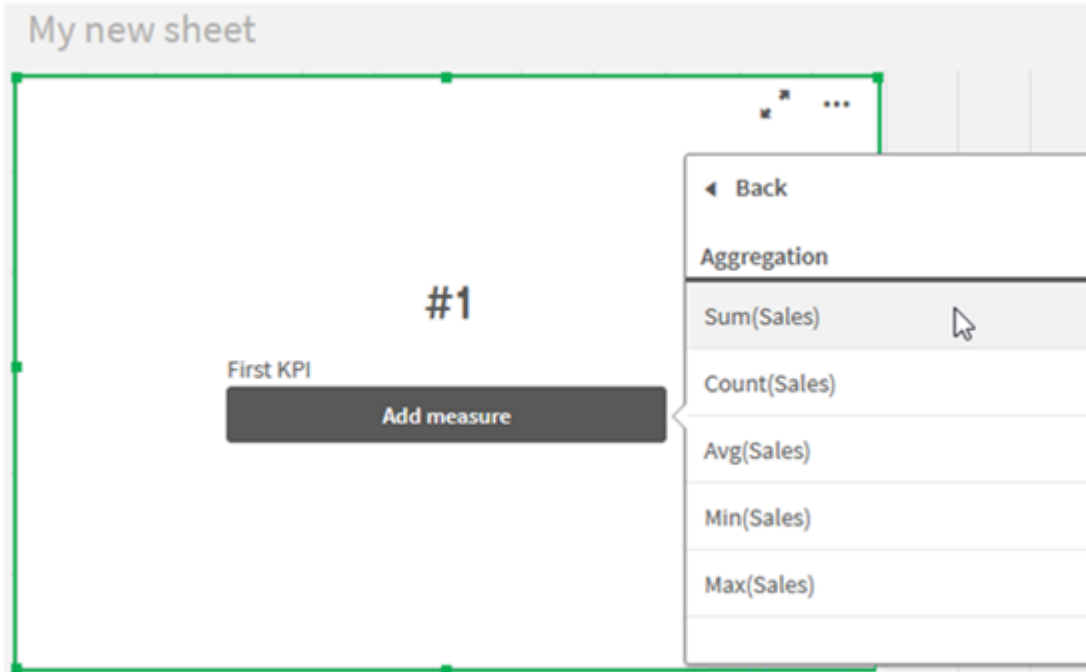 My new sheet
Back
Aggregation
#1
Sum(Sales)
First KPI
Count(Sales)
Add measure
Avg(Sales)
Min(Sales)
Max(Sales)